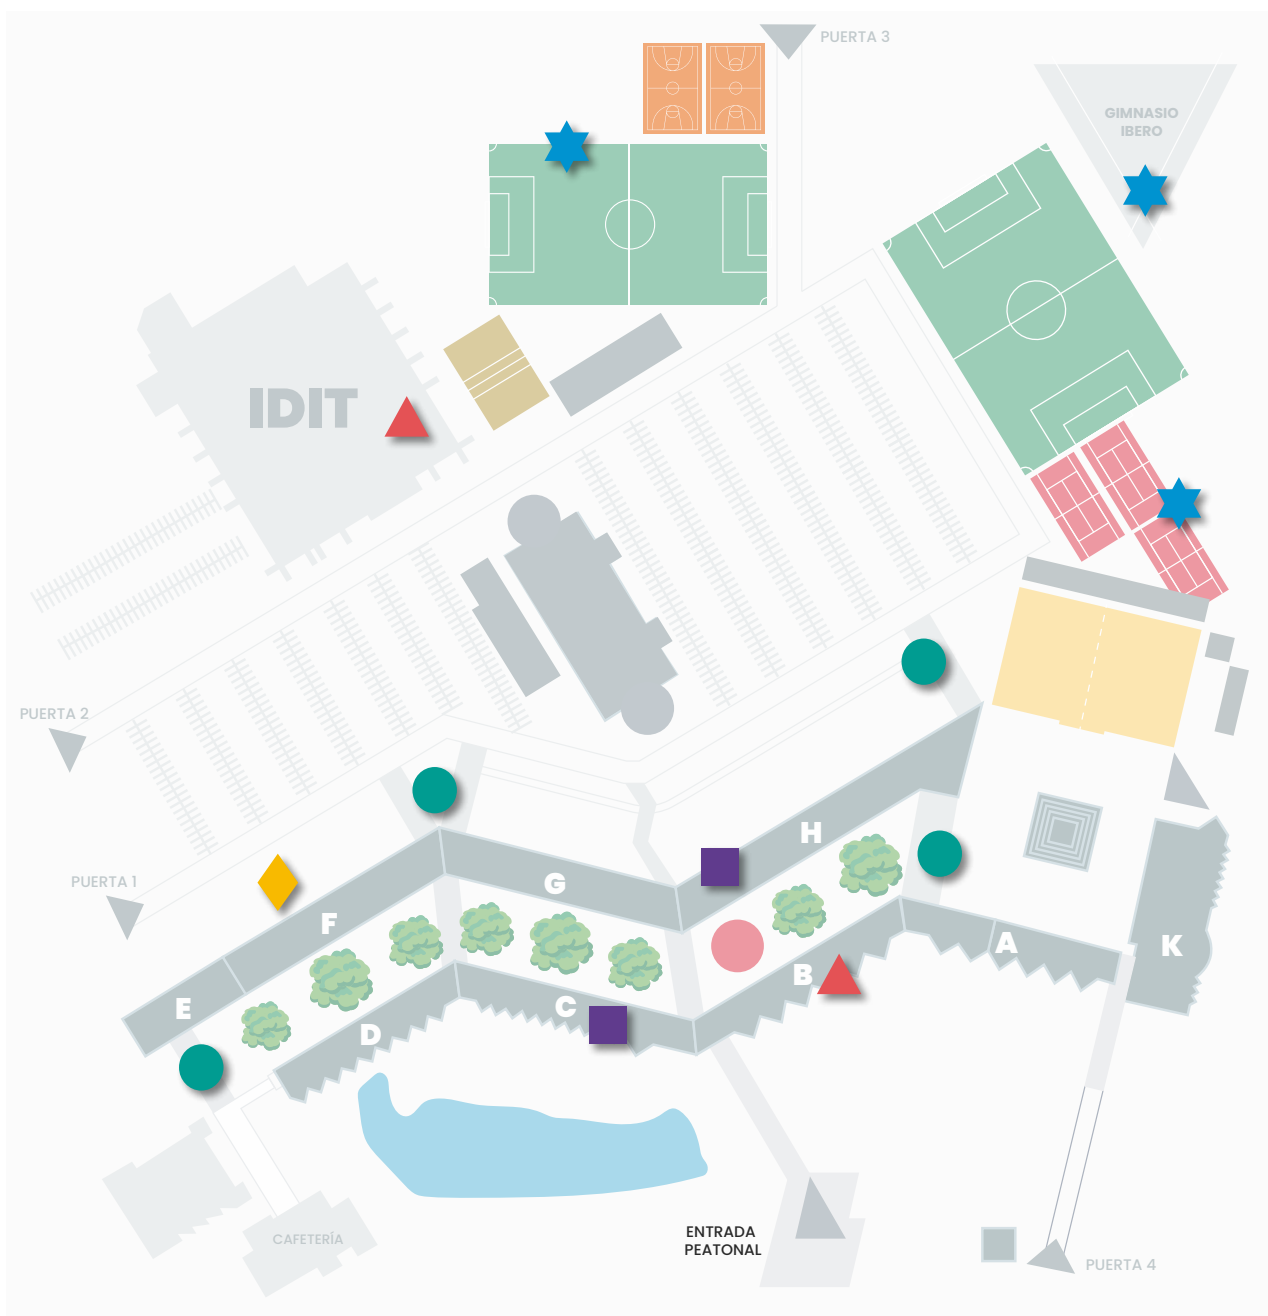 PUERTA 3
GIMNASIO
IBERO
IDIT
PUERTA 2
H
PUERTA 1
G
F
A
K
B
E
C
D
ENTRADA
PEATONAL
CAFETERÍA
PUERTA 4